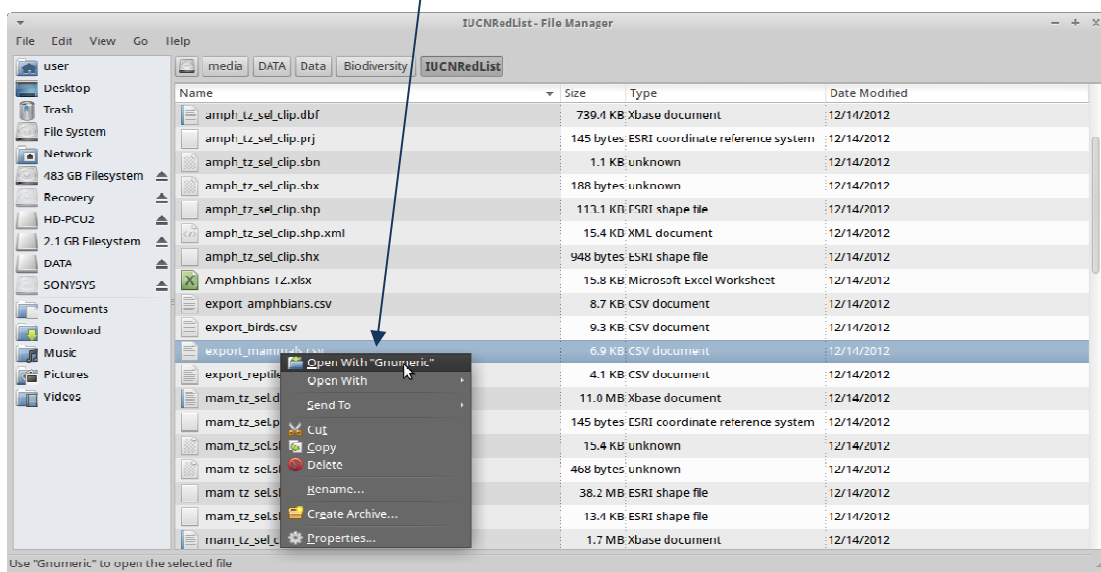 IUCNRedList - File Manager
File Edit View Go Help
user
Desktop
Trash
File System
Network
483 GB Filesystem
Recovery
HD-PCU2
2.1 GB Filesystem
DATA
SONYSYS
Documents
Download
Music
Pictures
Videos
media DATA Data Biodiversity IUCNRedList
Name Size Type Date Modified
amph_tz_sel_clip.dbf 739.4 KB Xbase document 12/14/2012
amph_tz_sel_clip.prj 145 bytes ESRI coordinate reference system 12/14/2012
amph_tz_sel_clip.sbn 1.1 KB unknown 12/14/2012
amph_tz_sel_clip.sbx 188 bytes unknown 12/14/2012
amph_tz_sel_clip.shp 113.1 KB ESRI shape file 12/14/2012
amph_tz_sel_clip.shp.xml 15.4 KB XML document 12/14/2012
amph_tz_sel_clip.shx 948 bytes ESRI shape file 12/14/2012
Amphbians TZ.xlsx 15.8 KB Microsoft Excel Worksheet 12/14/2012
export_amphbians.csv 8.7 KB CSV document 12/14/2012
export_birds.csv 9.3 KB CSV document 12/14/2012
export_mammals.csv 6.9 KB CSV document 12/14/2012
export_reptile 4.1 KB CSV document 12/14/2012
mam_tz_sel.d 11.0 MB Xbase document 12/14/2012
mam_tz_sel.p 145 bytes ESRI coordinate reference system 12/14/2012
mam_tz_sel.s 15.4 KB unknown 12/14/2012
mam_tz_sel.s 468 bytes unknown 12/14/2012
mam_tz_sel.s 38.2 MB ESRI shape file 12/14/2012
mam_tz_sel.s 13.4 KB ESRI shape file 12/14/2012
mam_tz_sel_c 1.7 MB Xbase document 12/14/2012
Open With "Gnumeric"
Open With
Send To
Cut
Copy
Delete
Rename...
Create Archive...
Properties...
Use "Gnumeric" to open the selected file